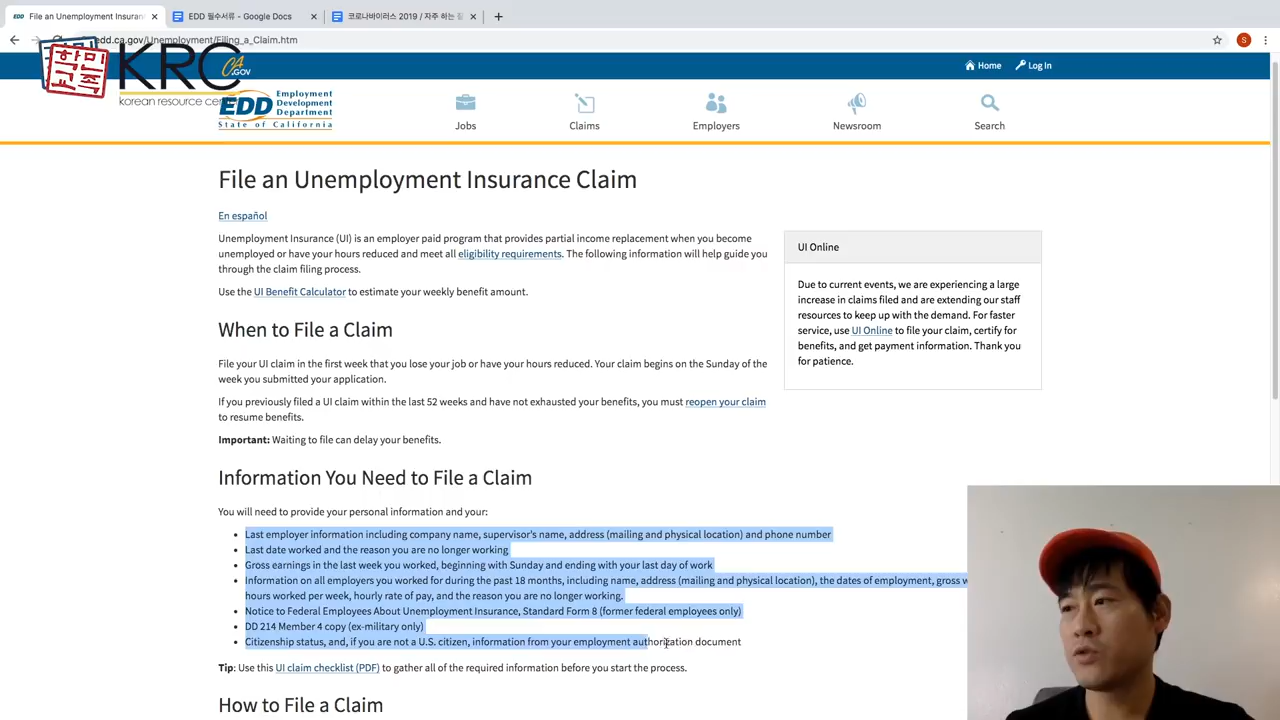 EDD File an Unemployment Insuran
EDD 필수서류 - Google Docs
코로나바이러스 2019 / 자주 하는 질
edd.ca.gov/Unemployment/Filing_a_Claim.htm
S
민족
학교
KRC
korean resource cen
CA
.GOV
Home
Log In
EDD
Employment
Development
Department
State of California
Jobs
Claims
Employers
Newsroom
Search
File an Unemployment Insurance Claim
En español
Unemployment Insurance (UI) is an employer paid program that provides partial income replacement when you become
unemployed or have your hours reduced and meet all eligibility requirements. The following information will help guide you
through the claim filing process.
Use the UI Benefit Calculator to estimate your weekly benefit amount.
UI Online
Due to current events, we are experiencing a large
increase in claims filed and are extending our staff
resources to keep up with the demand. For faster
service, use UI Online to file your claim, certify for
benefits, and get payment information. Thank you
for patience.
When to File a Claim
File your UI claim in the first week that you lose your job or have your hours reduced. Your claim begins on the Sunday of the
week you submitted your application.
If you previously filed a UI claim within the last 52 weeks and have not exhausted your benefits, you must reopen your claim
to resume benefits.
Important: Waiting to file can delay your benefits.
Information You Need to File a Claim
You will need to provide your personal information and your:
• Last employer information including company name, supervisor's name, address (mailing and physical location) and phone number
• Last date worked and the reason you are no longer working
• Gross earnings in the last week you worked, beginning with Sunday and ending with your last day of work
• Information on all employers you worked for during the past 18 months, including name, address (mailing and physical location), the dates of employment, gross w
hours worked per week, hourly rate of pay, and the reason you are no longer working.
• Notice to Federal Employees About Unemployment Insurance, Standard Form 8 (former federal employees only)
• DD 214 Member 4 copy (ex-military only)
• Citizenship status, and, if you are not a U.S. citizen, information from your employment authorization document
Tip: Use this UI claim checklist (PDF) to gather all of the required information before you start the process.
How to File a Claim